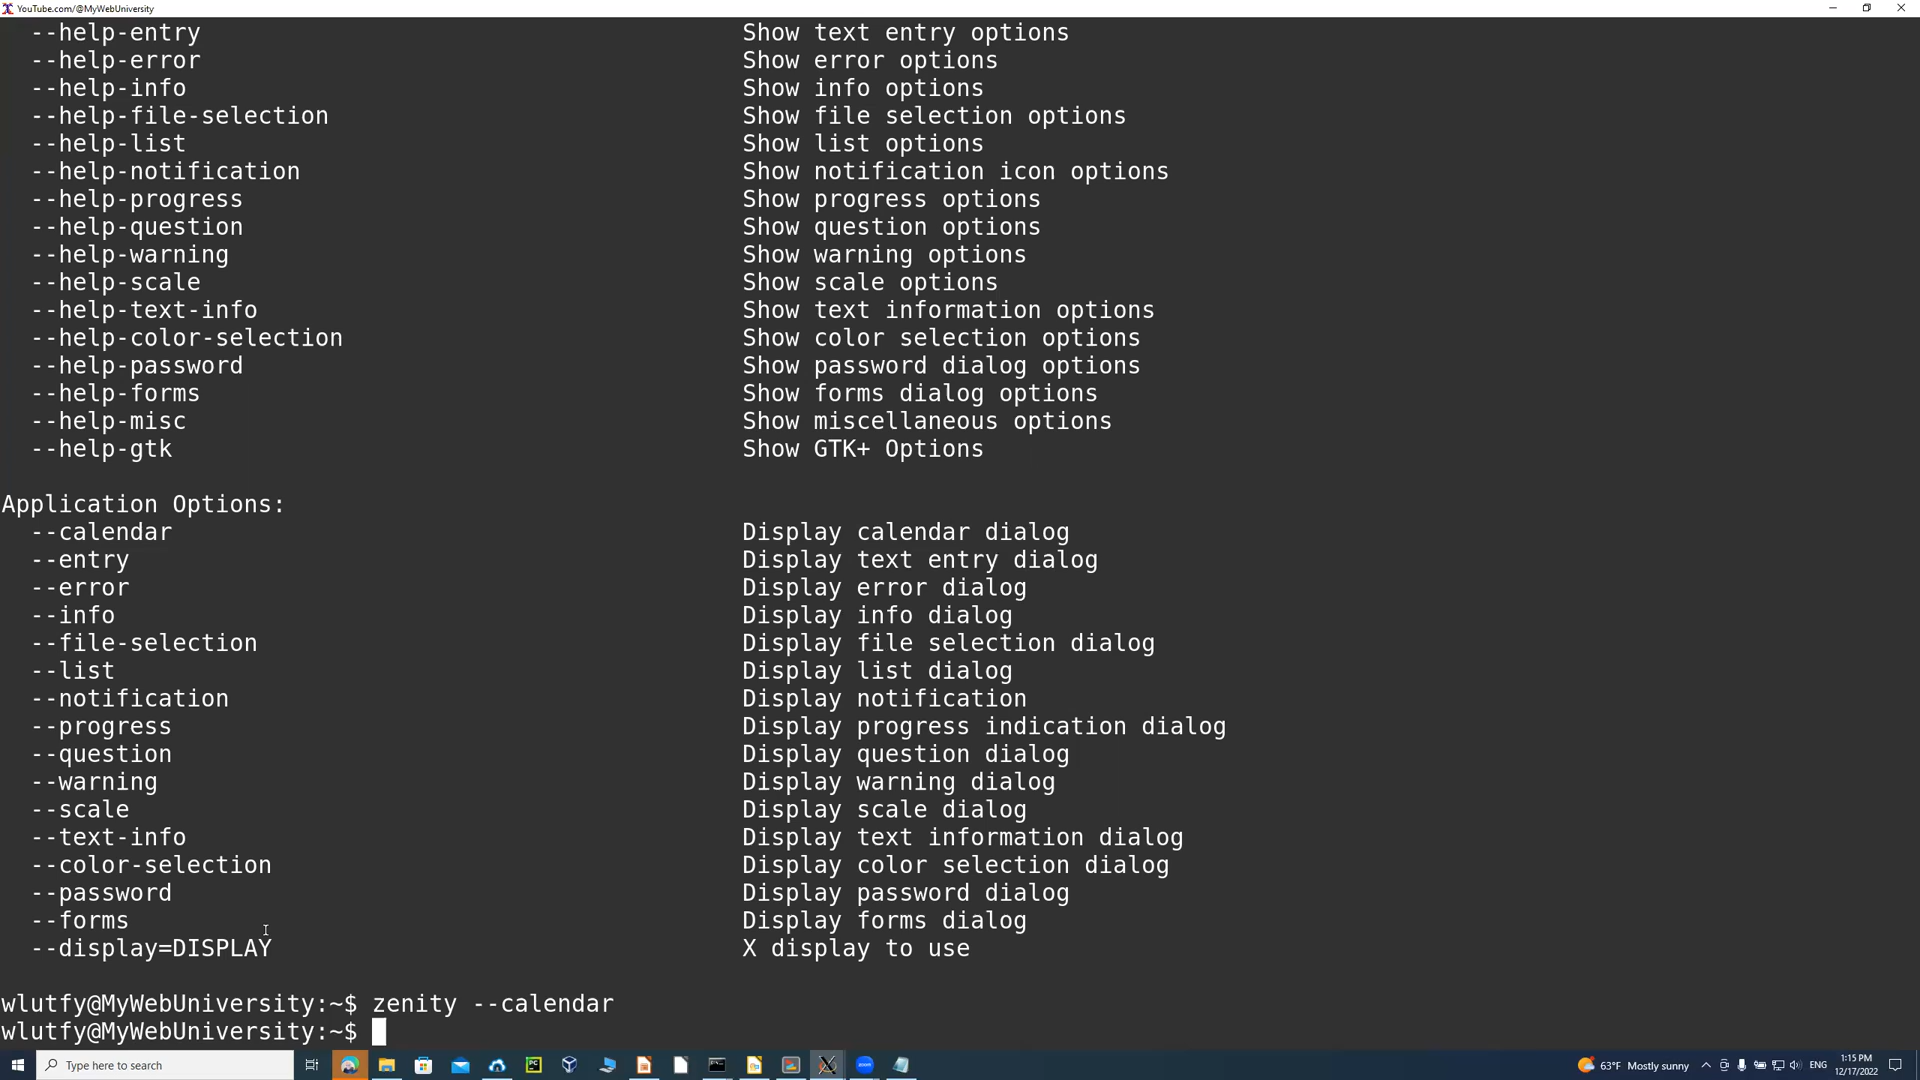 YouTube.com/@MyWebUniversity
--help-entry Show text entry options
--help-error Show error options
--help-info Show info options
--help-file-selection Show file selection options
--help-list Show list options
--help-notification Show notification icon options
--help-progress Show progress options
--help-question Show question options
--help-warning Show warning options
--help-scale Show scale options
--help-text-info Show text information options
--help-color-selection Show color selection options
--help-password Show password dialog options
--help-forms Show forms dialog options
--help-misc Show miscellaneous options
--help-gtk Show GTK+ Options
Application Options:
--calendar Display calendar dialog
--entry Display text entry dialog
--error Display error dialog
--info Display info dialog
--file-selection Display file selection dialog
--list Display list dialog
--notification Display notification
--progress Display progress indication dialog
--question Display question dialog
--warning Display warning dialog
--scale Display scale dialog
--text-info Display text information dialog
--color-selection Display color selection dialog
--password Display password dialog
--forms Display forms dialog
--display=DISPLAY X display to use
wlutfy@MyWebUniversity:~$ zenity --calendar
wlutfy@MyWebUniversity:~$
Type here to search 63°F Mostly sunny ENG 1:15 PM
12/17/2022